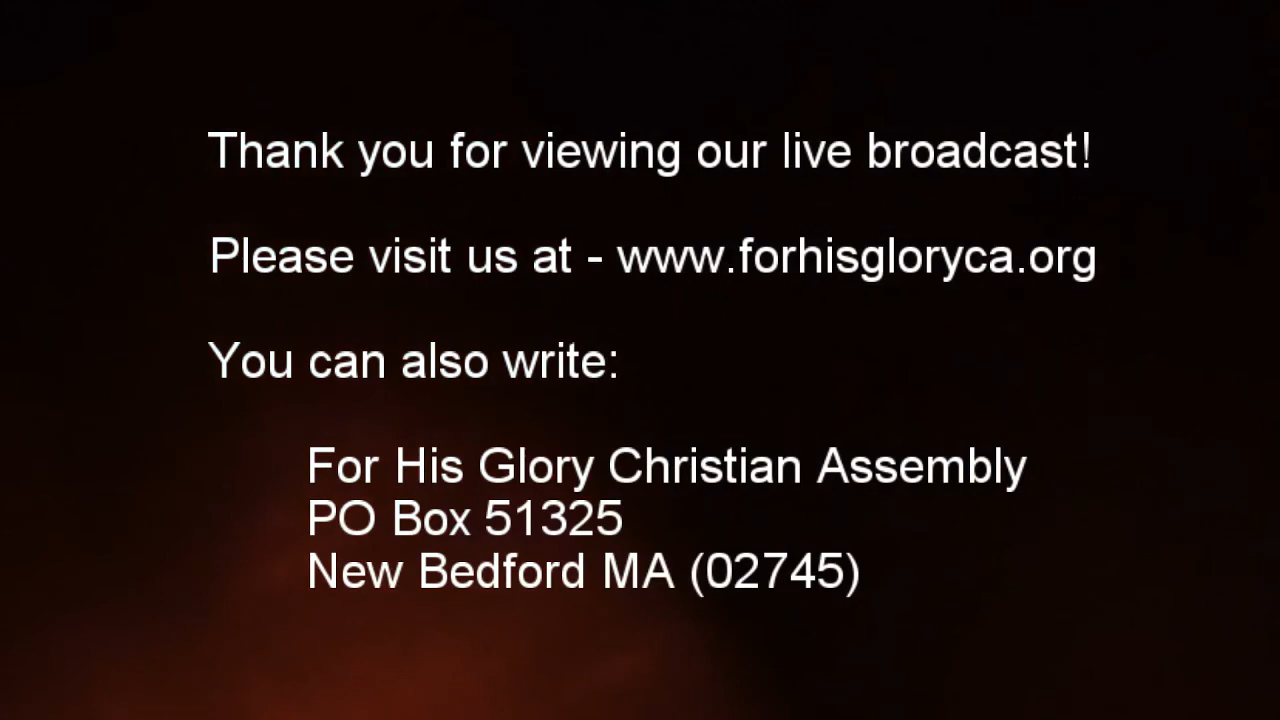 Thank you for viewing our live broadcast!
Please visit us at - www.forhisgloryca.org
You can also write:
For His Glory Christian Assembly
PO Box 51325
New Bedford MA (02745)